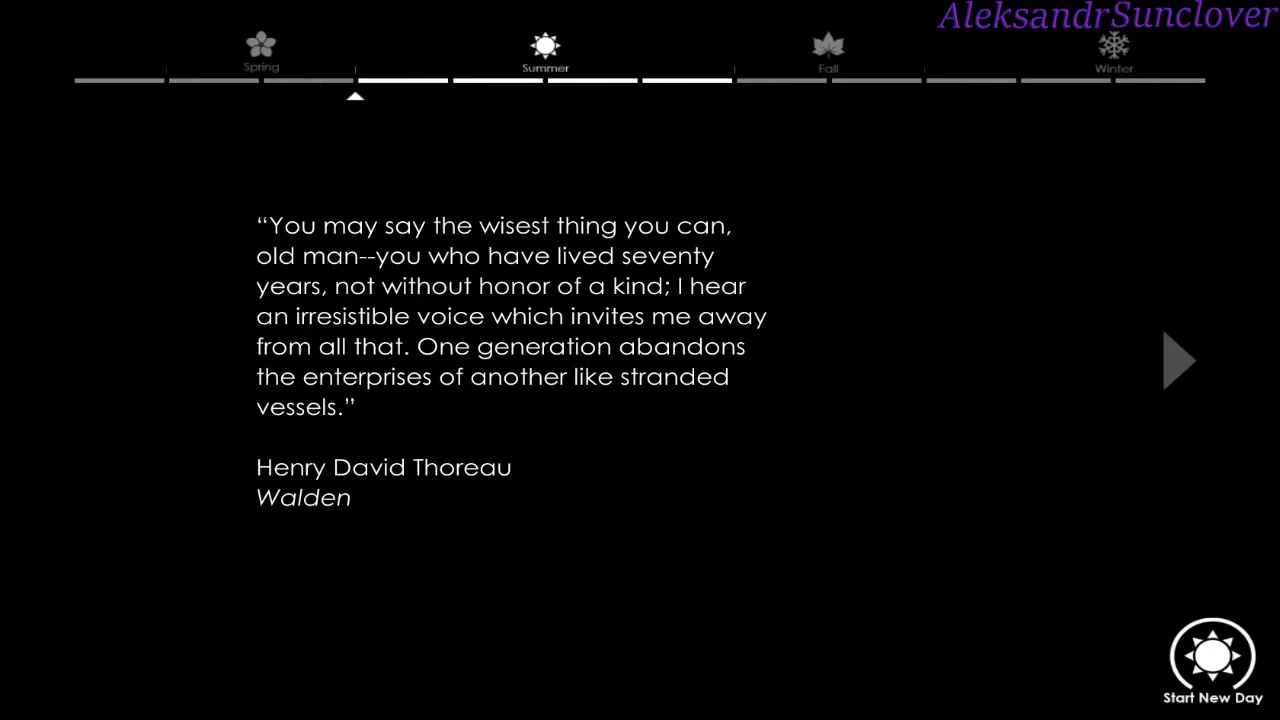 AleksandrSunclover
Spring
Summer
Fall
Winter
“You may say the wisest thing you can,
old man--you who have lived seventy
years, not without honor of a kind; I hear
an irresistible voice which invites me away
from all that. One generation abandons
the enterprises of another like stranded
vessels.”
Henry David Thoreau
Walden
Start New Day